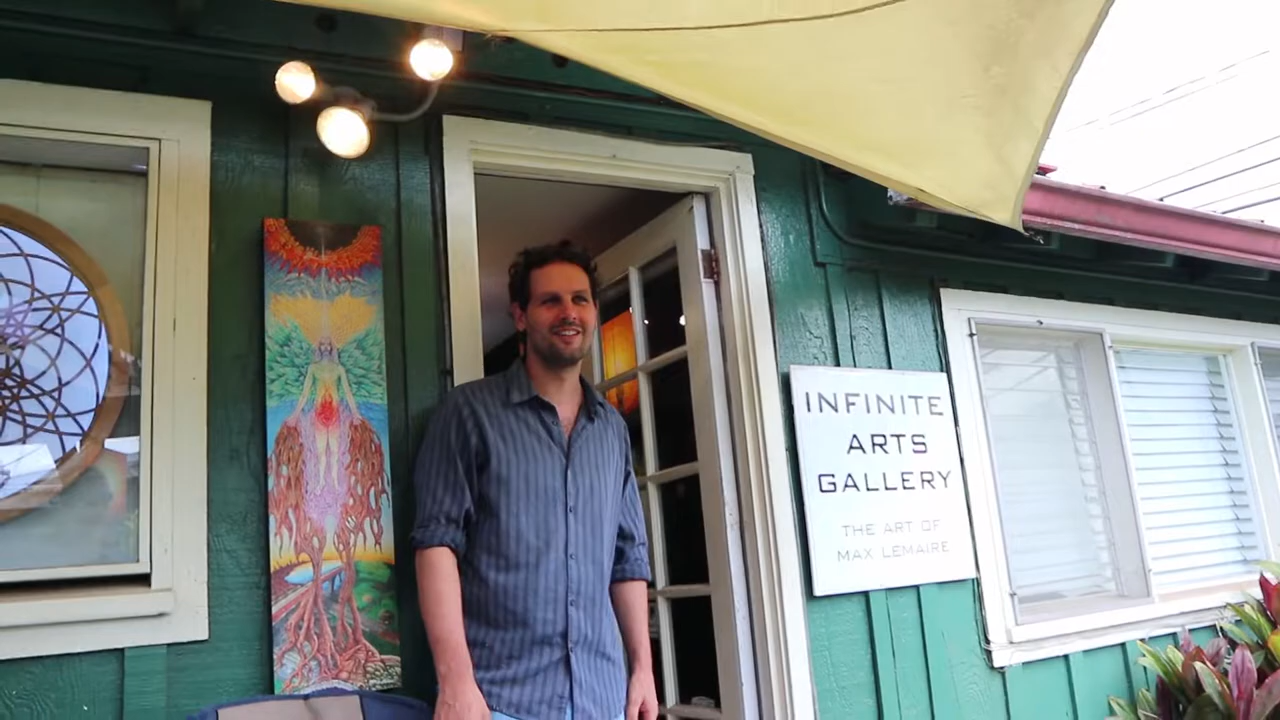 INFINITE
ARTS
GALLERY
THE ART OF
MAX LEMAIRE